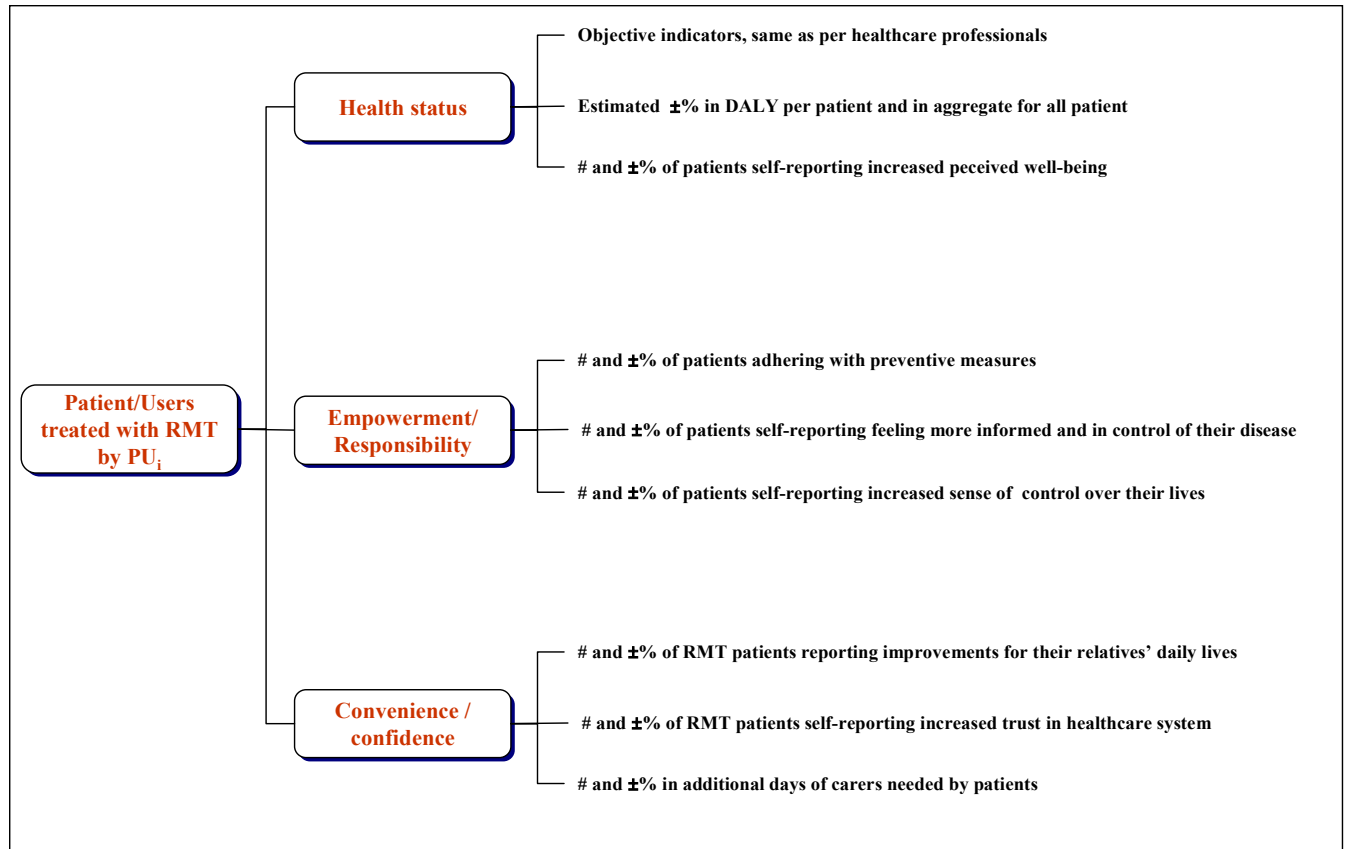 Objective indicators, same as per healthcare professionals
Health status
Estimated ±% in DALY per patient and in aggregate for all patient
# and ±% of patients self-reporting increased perceived well-being
# and ±% of patients adhering with preventive measures
Patient/Users
treated with RMT
by PUi
Empowerment/
Responsibility
# and ±% of patients self-reporting feeling more informed and in control of their disease
# and ±% of patients self-reporting increased sense of control over their lives
# and ±% of RMT patients reporting improvements for their relatives’ daily lives
Convenience /
confidence
# and ±% of RMT patients self-reporting increased trust in healthcare system
# and ±% in additional days of carers needed by patients